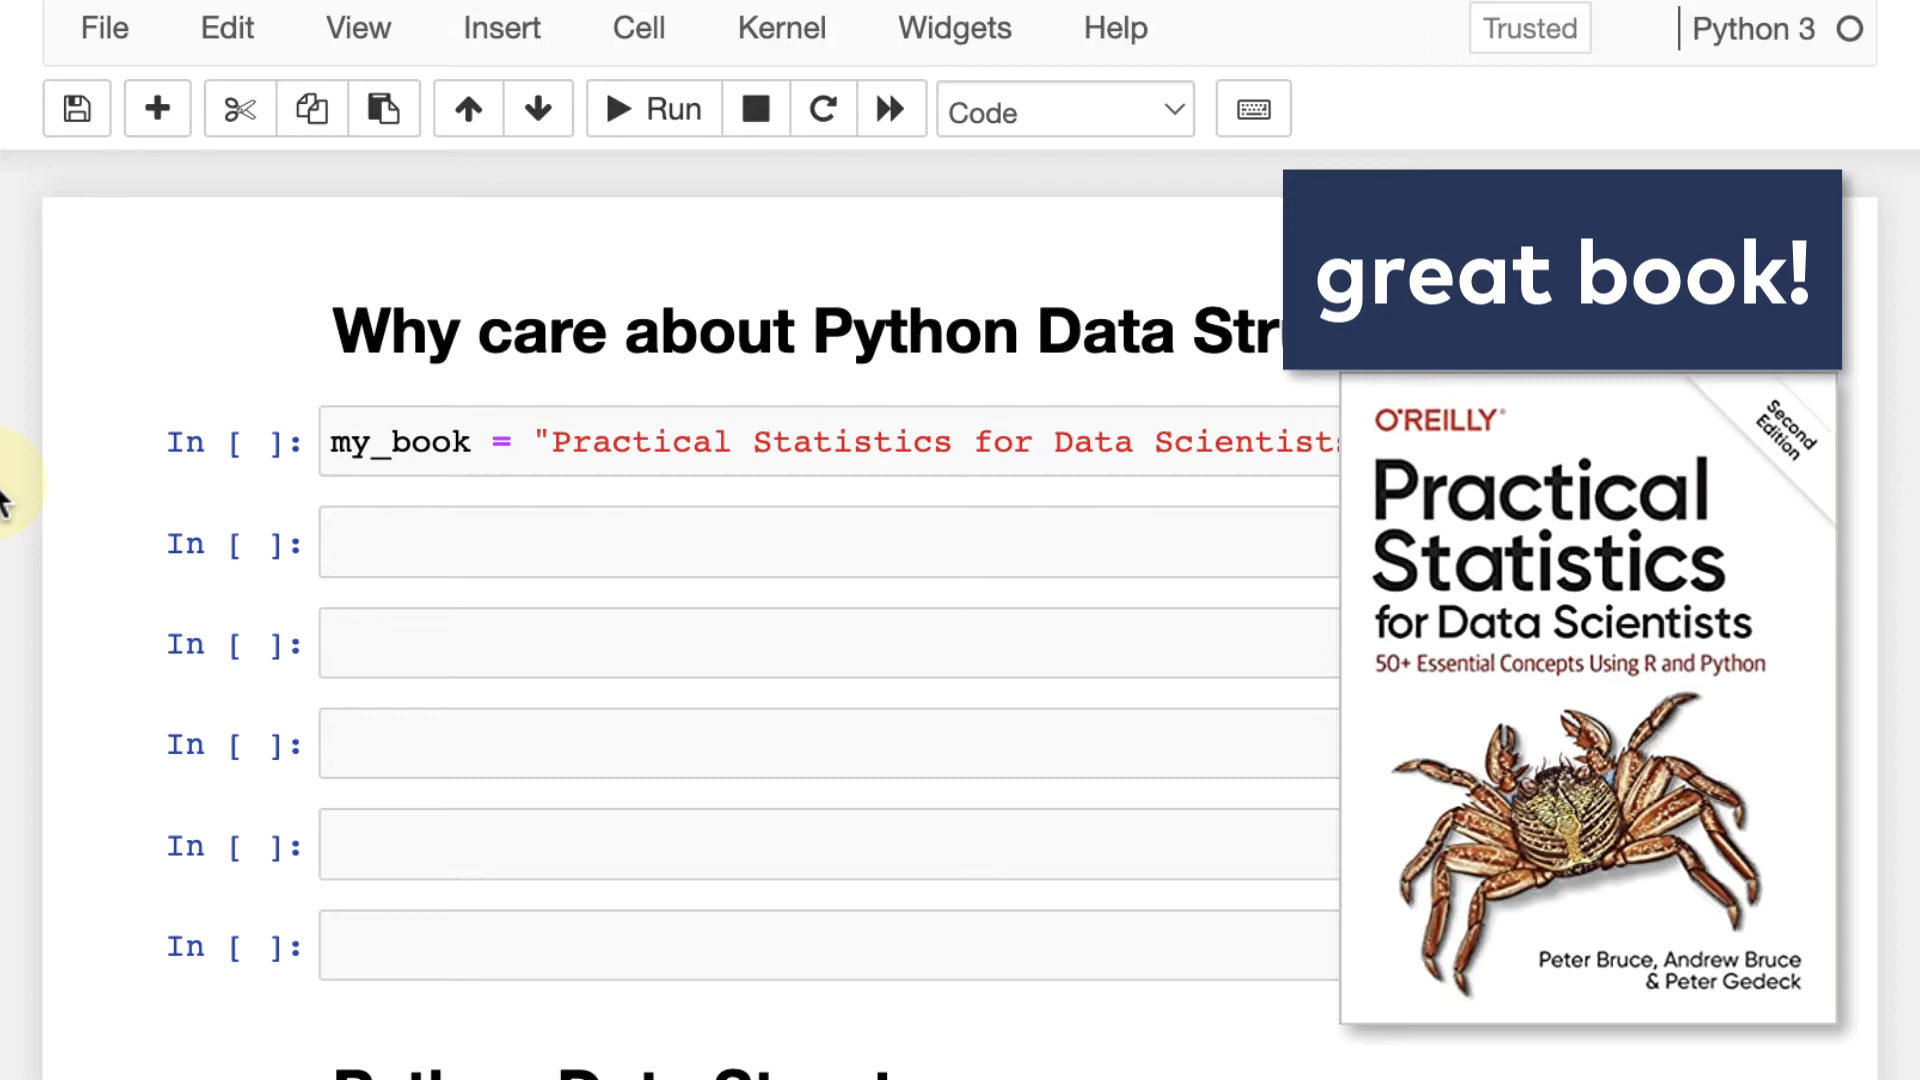 File Edit View Insert Cell Kernel Widgets Help Trusted Python 3
Run Code
great book!
Why care about Python Data Str
In [ ]: my_book = "Practical Statistics for Data Scientists
In [ ]:
In [ ]:
In [ ]:
In [ ]:
In [ ]:
O'REILLY®
Second
Edition
Practical
Statistics
for Data Scientists
50+ Essential Concepts Using R and Python
Peter Bruce, Andrew Bruce
& Peter Gedeck